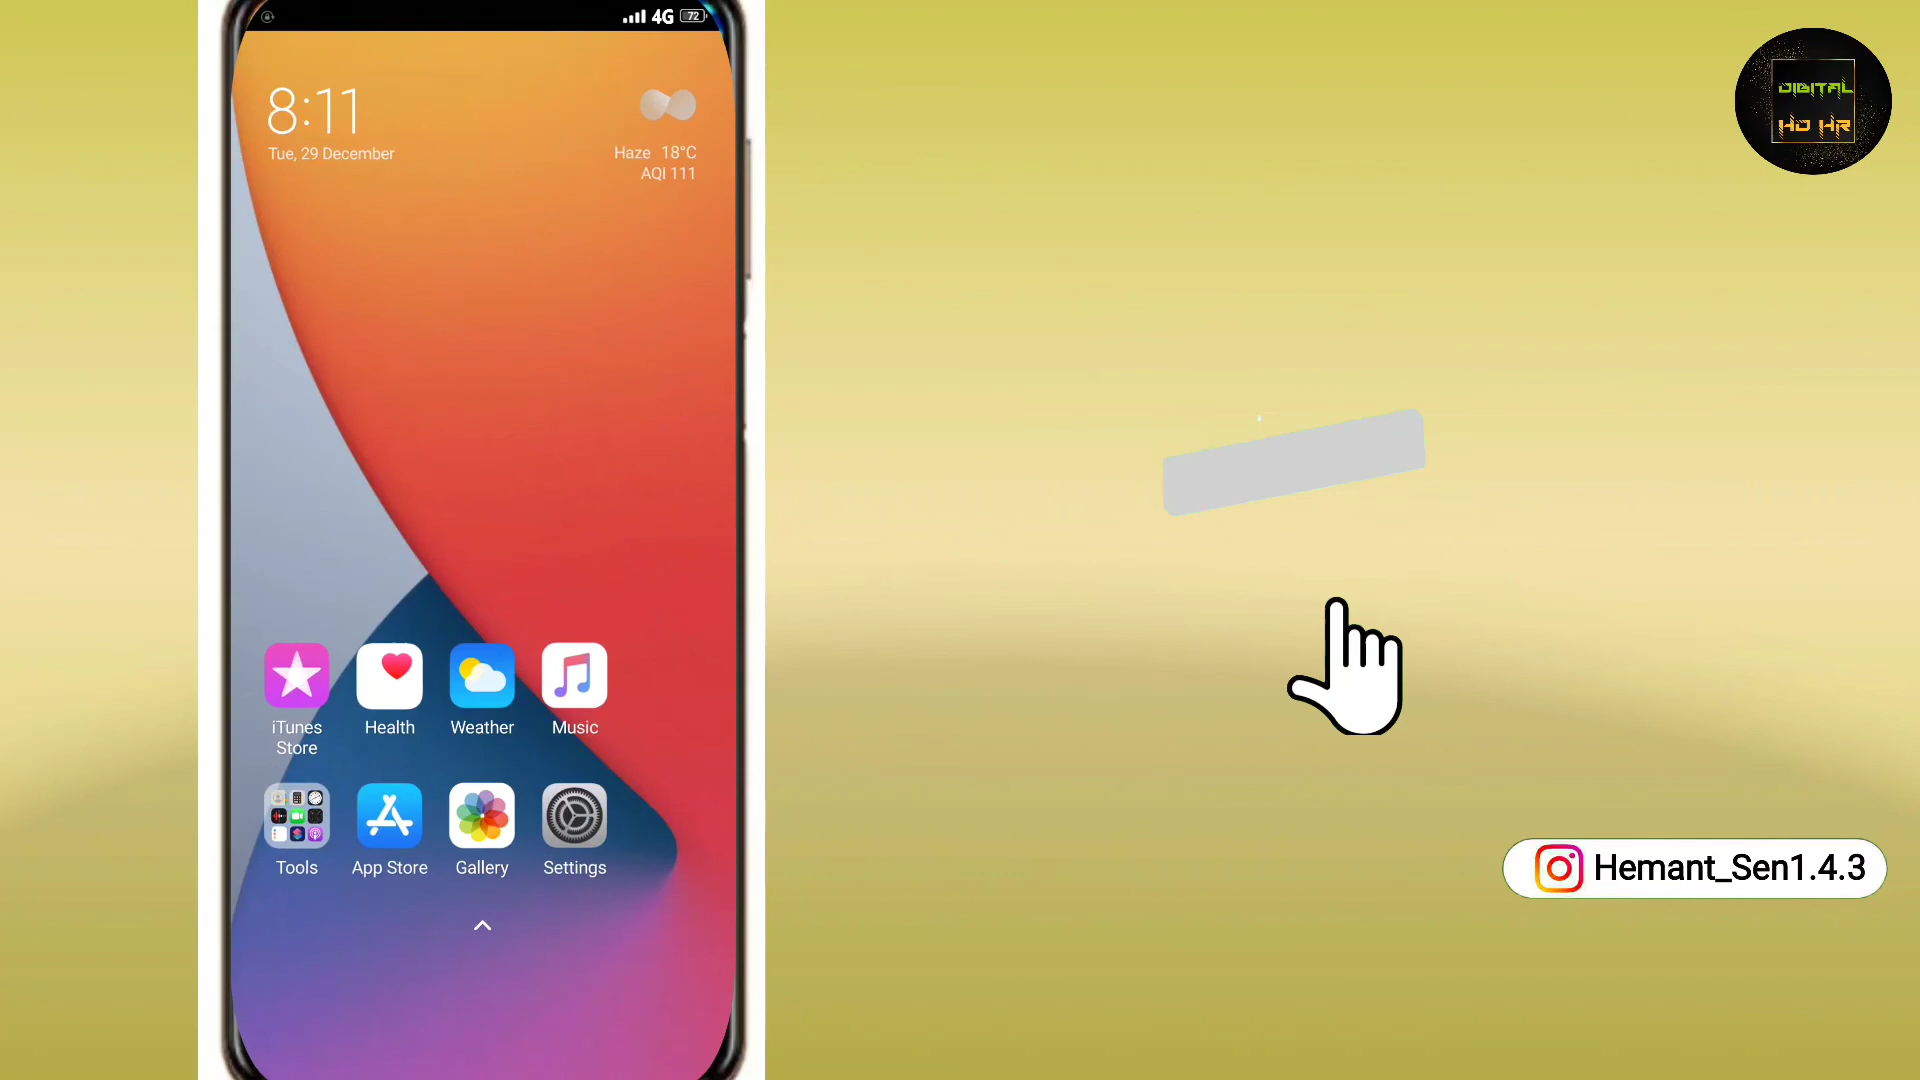 4G 72
8:11
Tue, 29 December
Haze 18°C
AQI 111
iTunes
Store
Health
Weather
Music
Tools
App Store
Gallery
Settings
DIGITAL
HD HR
Hemant_Sen1.4.3